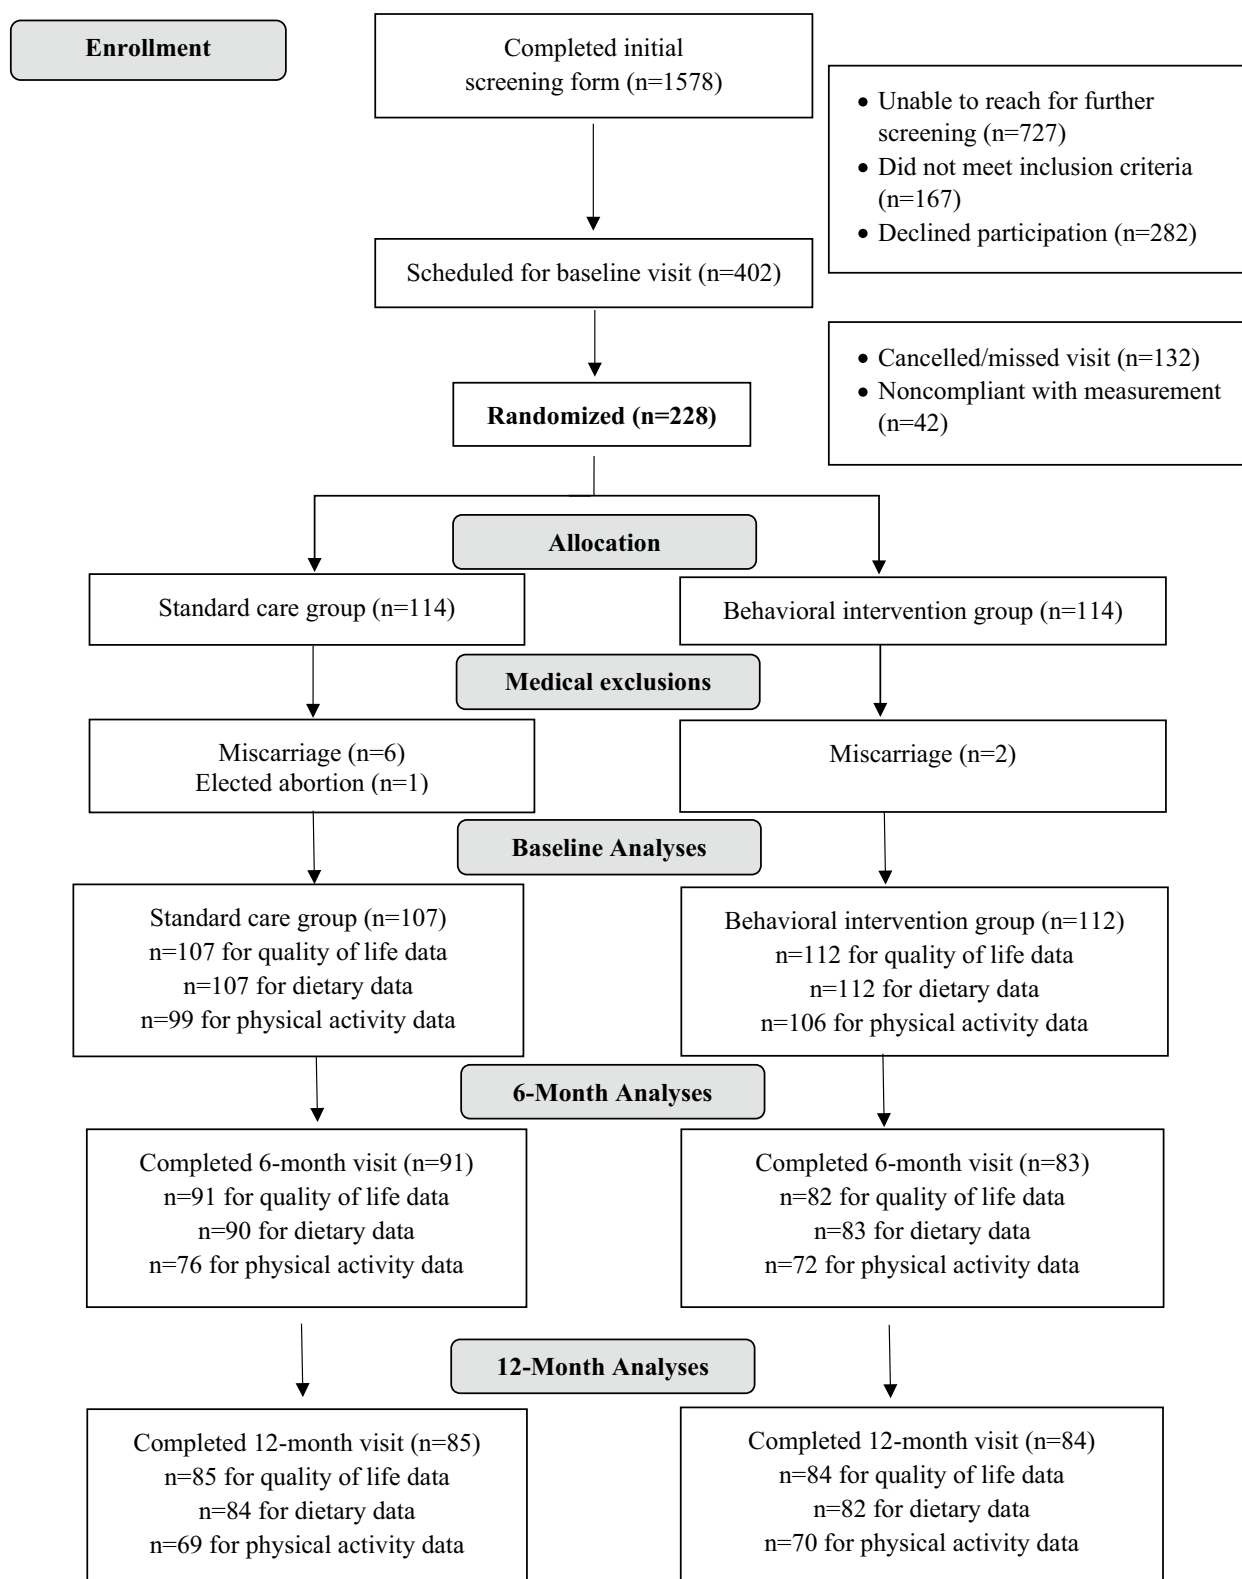 Enrollment
Completed initial
screening form (n=1578)
• Unable to reach for further
screening (n=727)
• Did not meet inclusion criteria
(n=167)
• Declined participation (n=282)
Scheduled for baseline visit (n=402)
• Cancelled/missed visit (n=132)
• Noncompliant with measurement
(n=42)
Randomized (n=228)
Allocation
Standard care group (n=114)
Behavioral intervention group (n=114)
Medical exclusions
Miscarriage (n=6)
Elected abortion (n=1)
Miscarriage (n=2)
Baseline Analyses
Standard care group (n=107)
n=107 for quality of life data
n=107 for dietary data
n=99 for physical activity data
Behavioral intervention group (n=112)
n=112 for quality of life data
n=112 for dietary data
n=106 for physical activity data
6-Month Analyses
Completed 6-month visit (n=91)
n=91 for quality of life data
n=90 for dietary data
n=76 for physical activity data
Completed 6-month visit (n=83)
n=82 for quality of life data
n=83 for dietary data
n=72 for physical activity data
12-Month Analyses
Completed 12-month visit (n=85)
n=85 for quality of life data
n=84 for dietary data
n=69 for physical activity data
Completed 12-month visit (n=84)
n=84 for quality of life data
n=82 for dietary data
n=70 for physical activity data